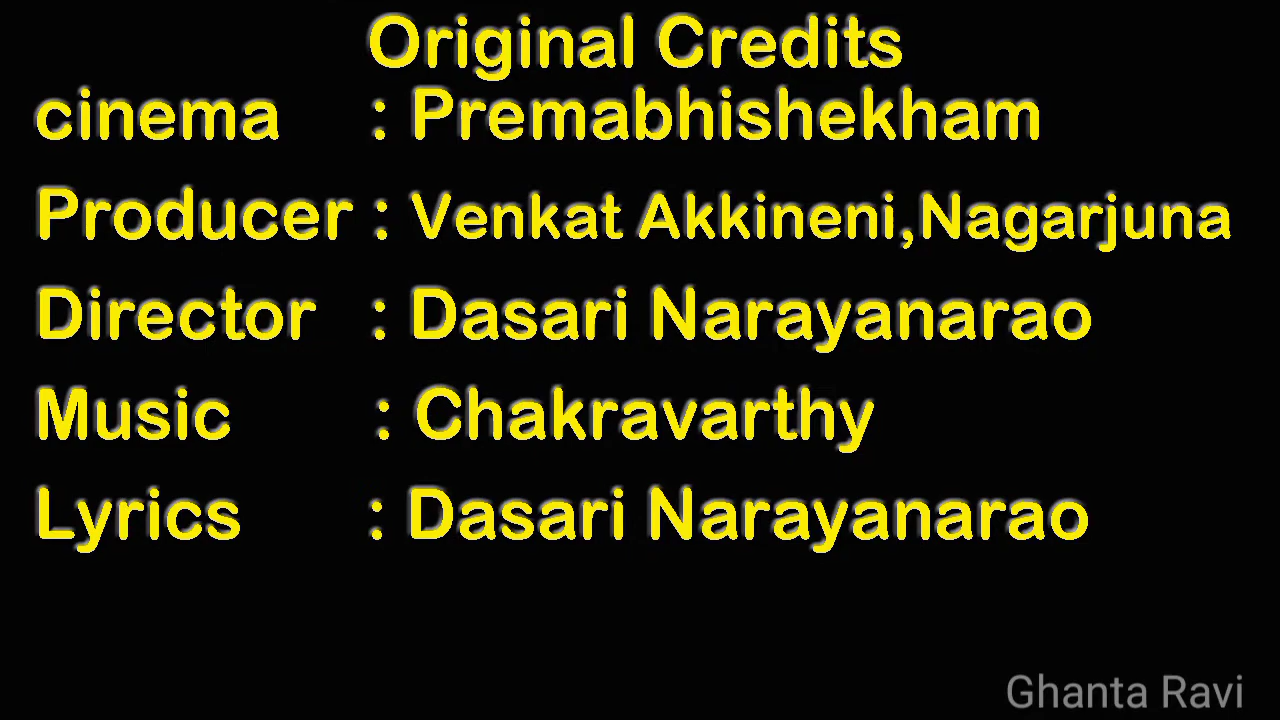 Original Credits
cinema : Premabhishekham
Producer : Venkat Akkineni,Nagarjuna
Director : Dasari Narayanarao
Music : Chakravarthy
Lyrics : Dasari Narayanarao
Ghanta Ravi